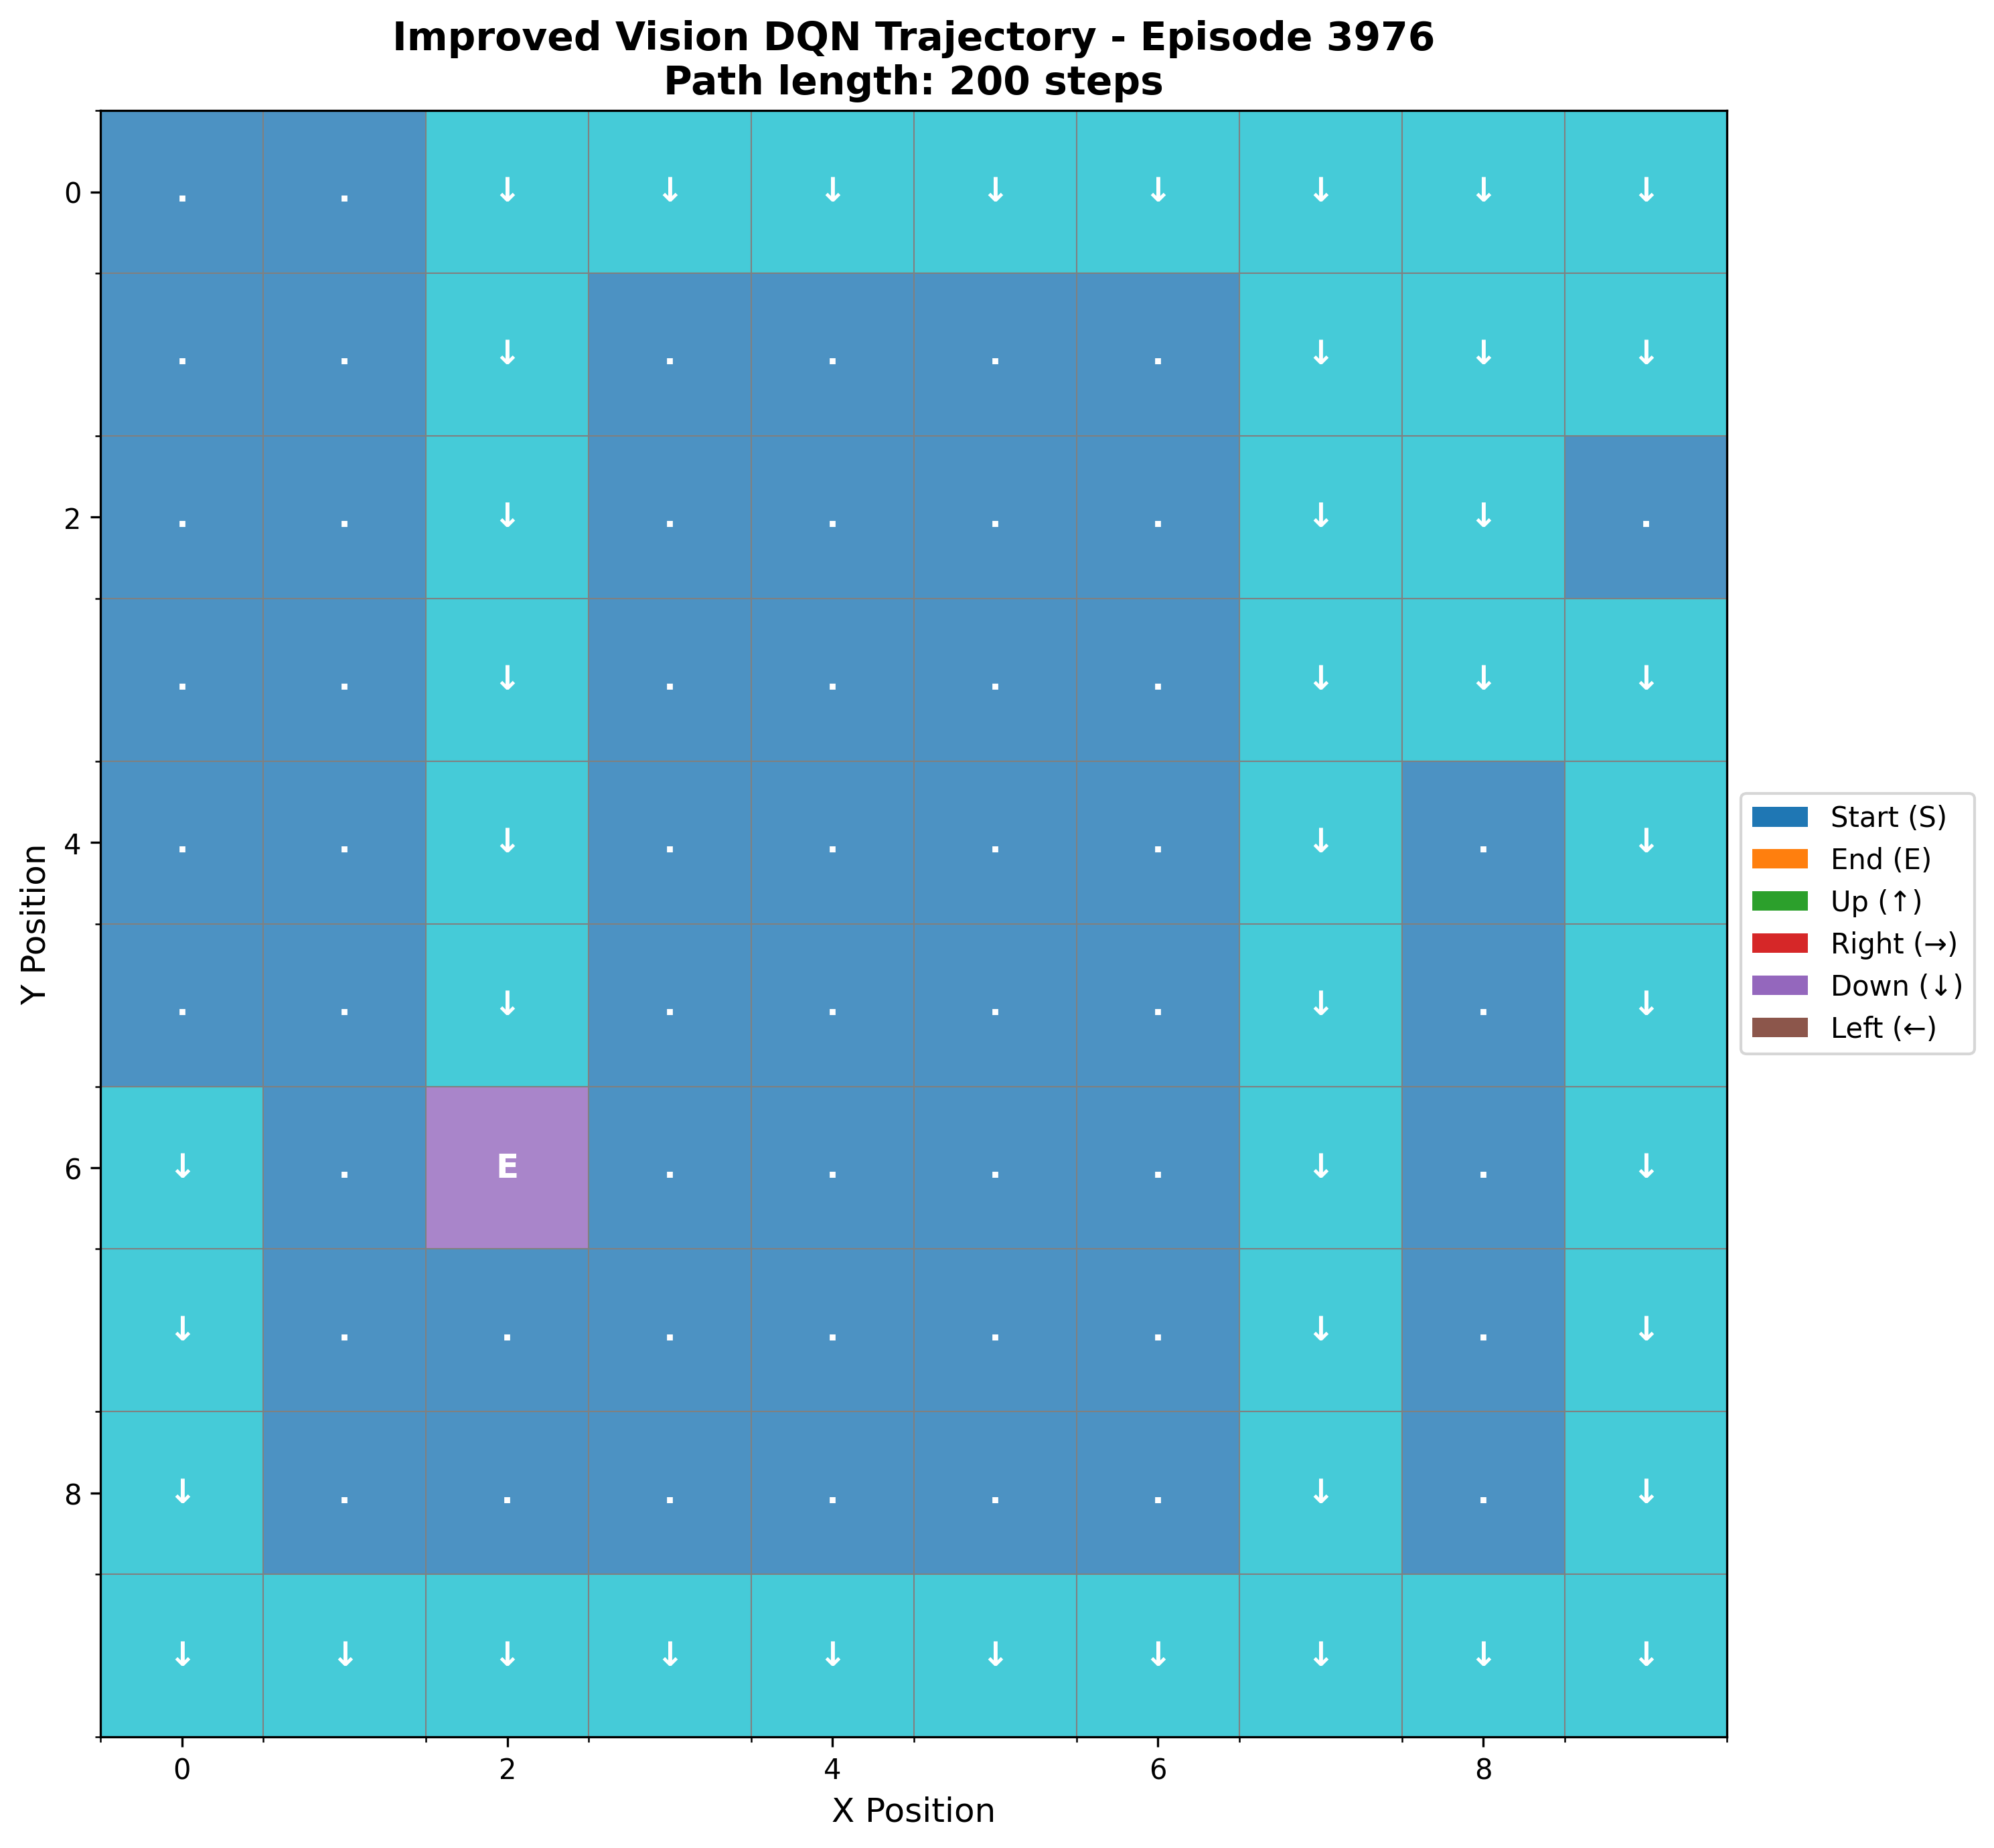 Improved Vision DQN Trajectory - Episode 3976
Path length: 200 steps
0 . . ↓ ↓ ↓ ↓ ↓ ↓ ↓ ↓
. . ↓ . . . . ↓ ↓ ↓
2 . . ↓ . . . . ↓ ↓ .
. . ↓ . . . . ↓ ↓ ↓
4 . . ↓ . . . . ↓ . ↓
. . ↓ . . . . ↓ . ↓
6 ↓ . E . . . . ↓ . ↓
↓ . . . . . . ↓ . ↓
8 ↓ . . . . . . ↓ . ↓
↓ ↓ ↓ ↓ ↓ ↓ ↓ ↓ ↓ ↓
0 2 4 6 8
X Position
Y Position
Start (S)
End (E)
Up (↑)
Right (→)
Down (↓)
Left (←)